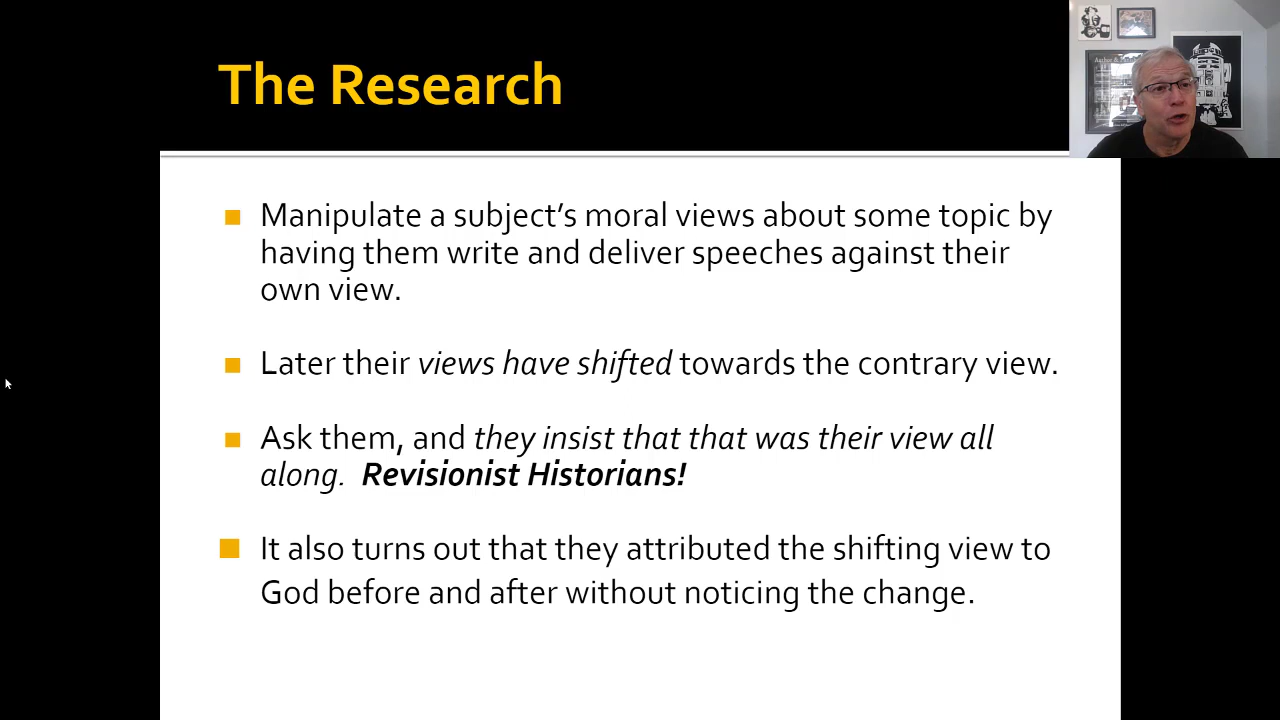 The Research
Manipulate a subject’s moral views about some topic by
having them write and deliver speeches against their
own view.
Later their views have shifted towards the contrary view.
Ask them, and they insist that that was their view all
along. Revisionist Historians!
It also turns out that they attributed the shifting view to
God before and after without noticing the change.